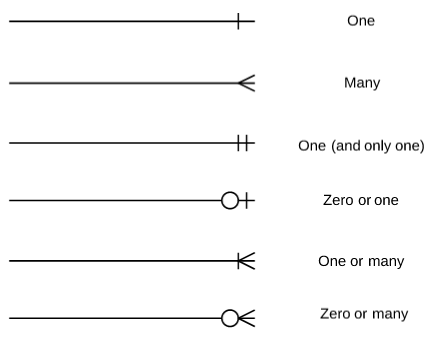 One
Many
One (and only one)
Zero or one
One or many
Zero or many